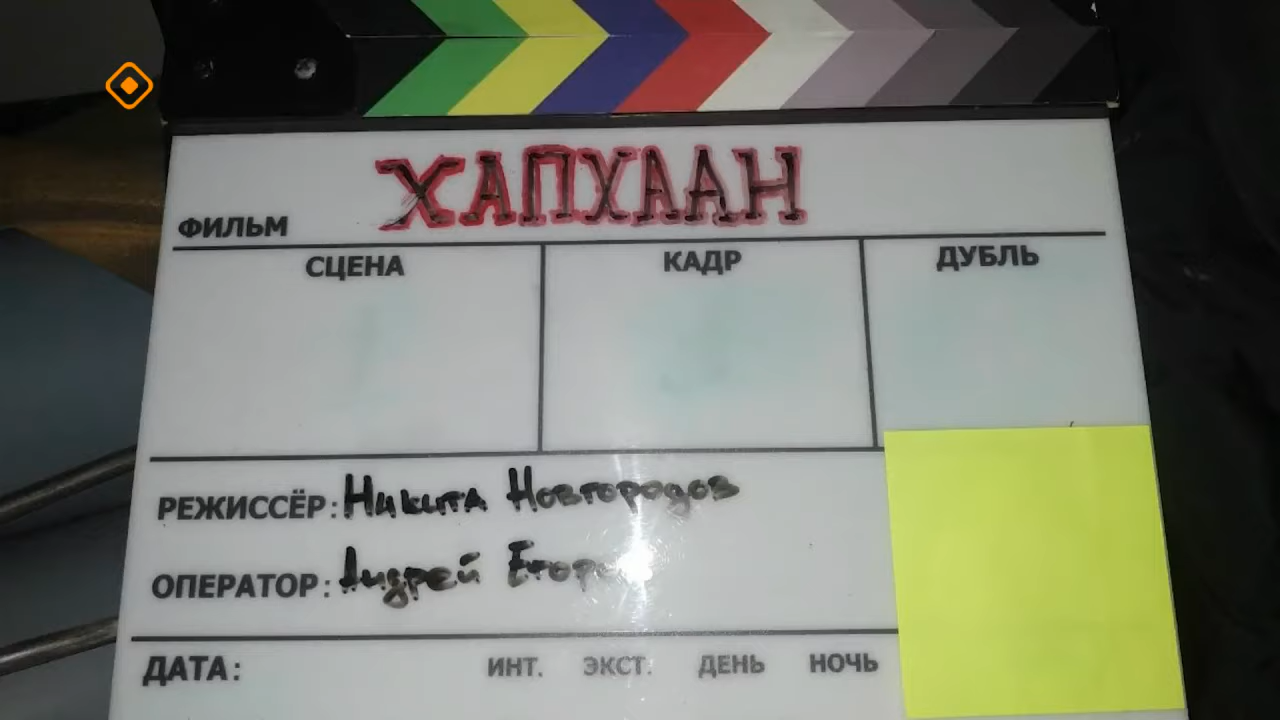 ХАПХААН
ФИЛЬМ
СЦЕНА КАДР ДУБЛЬ
РЕЖИССЁР: Никита Новгородов
ОПЕРАТОР: Андрей
ДАТА: ИНТ. ЭКСТ. ДЕНЬ НОЧЬ